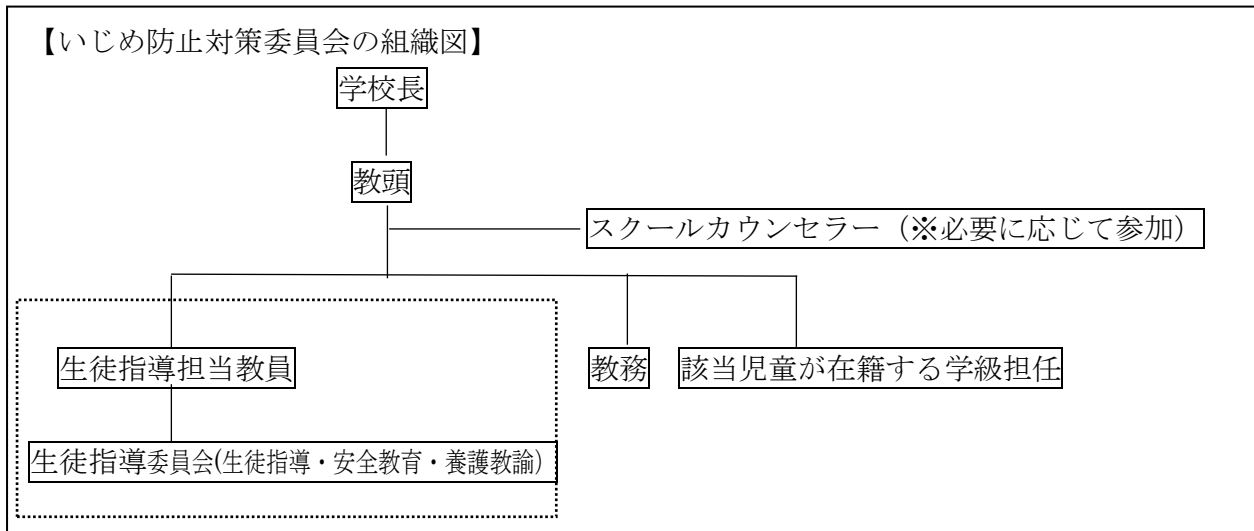 【いじめ防止対策委員会の組織図】
学校長
教頭
スクールカウンセラー（※必要に応じて参加）
生徒指導担当教員
教務
該当児童が在籍する学級担任
生徒指導委員会(生徒指導・安全教育・養護教諭)